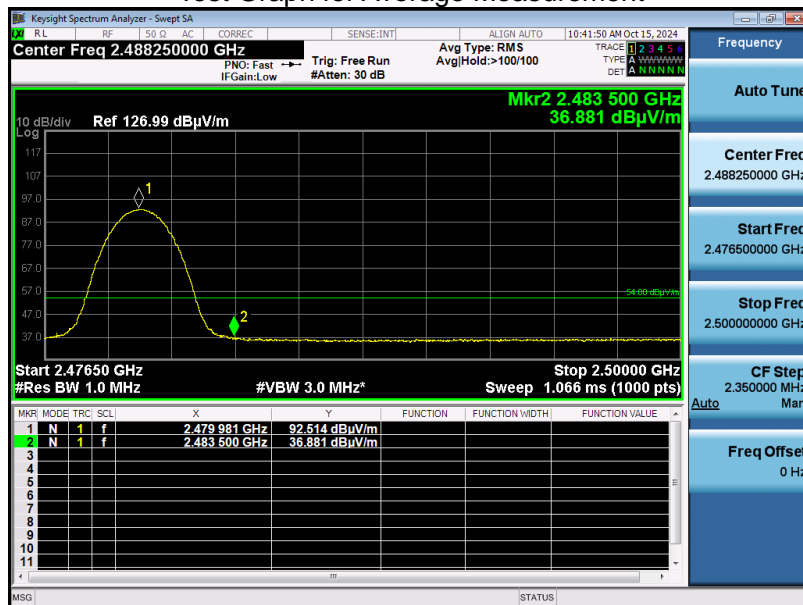 Test Graph for Average Measurement
Keysight Spectrum Analyzer - Swept SA
RL RF 50 Ω AC CORREC SENSE:INT ALIGN AUTO 10:41:50 AM Oct 15, 2024
Center Freq 2.488250000 GHz
PNO: Fast
IFGain:Low
Trig: Free Run
#Atten: 30 dB
Avg Type: RMS
Avg|Hold:>100/100
TRACE 1 2 3 4 5 6
TYPE A WWWWW
DET A N N N N N
Mkr2 2.483 500 GHz
36.881 dBµV/m
10 dB/div Ref 126.99 dBµV/m
Log
117
107
97.0
87.0
77.0
67.0
57.0
47.0
37.0
1
2
54.00 dBµV/m
Start 2.47650 GHz Stop 2.50000 GHz
#Res BW 1.0 MHz #VBW 3.0 MHz* Sweep 1.066 ms (1000 pts)
MKR MODE TRC SCL X Y FUNCTION FUNCTION WIDTH FUNCTION VALUE
1 N 1 f 2.479 981 GHz 92.514 dBµV/m
2 N 1 f 2.483 500 GHz 36.881 dBµV/m
3
4
5
6
7
8
9
10
11
MSG STATUS
Frequency
Auto Tune
Center Freq
2.488250000 GHz
Start Freq
2.476500000 GHz
Stop Freq
2.500000000 GHz
CF Step
2.350000 MHz
Auto Man
Freq Offset
0 Hz